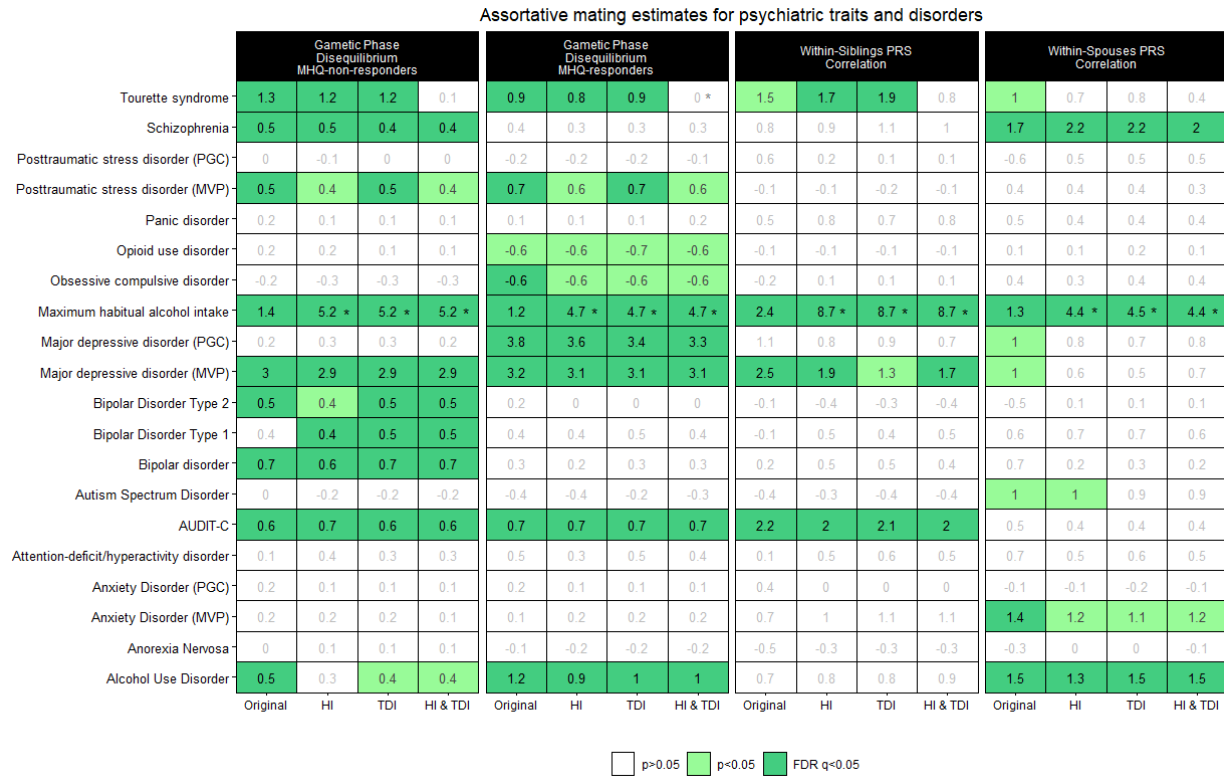 Assortative mating estimates for psychiatric traits and disorders
Gametic Phase
Disequilibrium
MHQ-non-responders
Gametic Phase
Disequilibrium
MHQ-responders
Within-Siblings PRS
Correlation
Within-Spouses PRS
Correlation
Tourette syndrome 1.3 1.2 1.2 0.1 0.9 0.8 0.9 0 * 1.5 1.7 1.9 0.8 1 0.7 0.8 0.4
Schizophrenia 0.5 0.5 0.4 0.4 0.4 0.3 0.3 0.3 0.8 0.9 1.1 1 1.7 2.2 2.2 2
Posttraumatic stress disorder (PGC) 0 -0.1 0 0 -0.2 -0.2 -0.2 -0.1 0.6 0.2 0.1 0.1 -0.6 0.5 0.5 0.5
Posttraumatic stress disorder (MVP) 0.5 0.4 0.5 0.4 0.7 0.6 0.7 0.6 -0.1 -0.1 -0.2 -0.1 0.4 0.4 0.4 0.3
Panic disorder 0.2 0.1 0.1 0.1 0.1 0.1 0.1 0.2 0.5 0.8 0.7 0.8 0.5 0.4 0.4 0.4
Opioid use disorder 0.2 0.2 0.1 0.1 -0.6 -0.6 -0.7 -0.6 -0.1 -0.1 -0.1 -0.1 0.1 0.1 0.2 0.1
Obsessive compulsive disorder -0.2 -0.3 -0.3 -0.3 -0.6 -0.6 -0.6 -0.6 -0.2 0.1 0.1 0.1 0.4 0.3 0.4 0.4
Maximum habitual alcohol intake 1.4 5.2 * 5.2 * 5.2 * 1.2 4.7 * 4.7 * 4.7 * 2.4 8.7 * 8.7 * 8.7 * 1.3 4.4 * 4.5 * 4.4 *
Major depressive disorder (PGC) 0.2 0.3 0.3 0.2 3.8 3.6 3.4 3.3 1.1 0.8 0.9 0.7 1 0.8 0.7 0.8
Major depressive disorder (MVP) 3 2.9 2.9 2.9 3.2 3.1 3.1 3.1 2.5 1.9 1.3 1.7 1 0.6 0.5 0.7
Bipolar Disorder Type 2 0.5 0.4 0.5 0.5 0.2 0 0 0 -0.1 -0.4 -0.3 -0.4 -0.5 0.1 0.1 0.1
Bipolar Disorder Type 1 0.4 0.4 0.5 0.5 0.4 0.4 0.5 0.4 -0.1 0.5 0.4 0.5 0.6 0.7 0.7 0.6
Bipolar disorder 0.7 0.6 0.7 0.7 0.3 0.2 0.3 0.3 0.2 0.5 0.5 0.4 0.7 0.2 0.3 0.2
Autism Spectrum Disorder 0 -0.2 -0.2 -0.2 -0.4 -0.4 -0.2 -0.3 -0.4 -0.3 -0.4 -0.4 1 1 0.9 0.9
AUDIT-C 0.6 0.7 0.6 0.6 0.7 0.7 0.7 0.7 2.2 2 2.1 2 0.5 0.4 0.4 0.4
Attention-deficit/hyperactivity disorder 0.1 0.4 0.3 0.3 0.5 0.3 0.5 0.4 0.1 0.5 0.6 0.5 0.7 0.5 0.6 0.5
Anxiety Disorder (PGC) 0.2 0.1 0.1 0.1 0.2 0.1 0.1 0.1 0.4 0 0 0 -0.1 -0.1 -0.2 -0.1
Anxiety Disorder (MVP) 0.2 0.2 0.2 0.1 0.1 0.2 0.2 0.2 0.7 1 1.1 1.1 1.4 1.2 1.1 1.2
Anorexia Nervosa 0 0.1 0.1 0.1 -0.1 -0.2 -0.2 -0.2 -0.5 -0.3 -0.3 -0.3 -0.3 0 0 -0.1
Alcohol Use Disorder 0.5 0.3 0.4 0.4 1.2 0.9 1 1 0.7 0.8 0.8 0.9 1.5 1.3 1.5 1.5
Original HI TDI HI & TDI Original HI TDI HI & TDI Original HI TDI HI & TDI Original HI TDI HI & TDI
p>0.05 p<0.05 FDR q<0.05